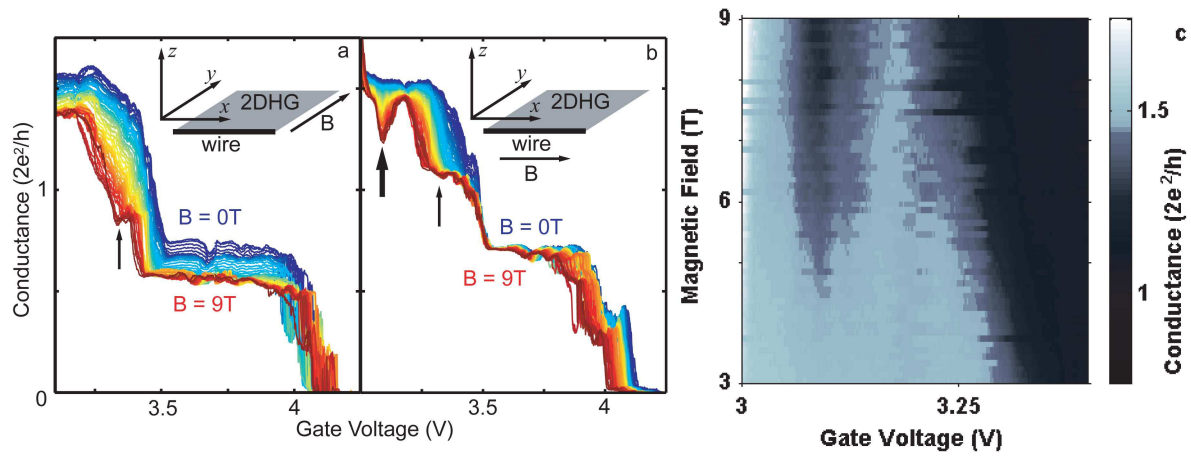 a
z
y
x
2DHG
B
wire
B = 0T
B = 9T
b
z
y
x
2DHG
wire
B
B = 0T
B = 9T
Conductance (2e²/h)
1
0
3.5
4
3.5
4
Gate Voltage (V)
c
Magnetic Field (T)
9
6
3
3
3.25
Gate Voltage (V)
1.5
1
Conductance (2e²/h)